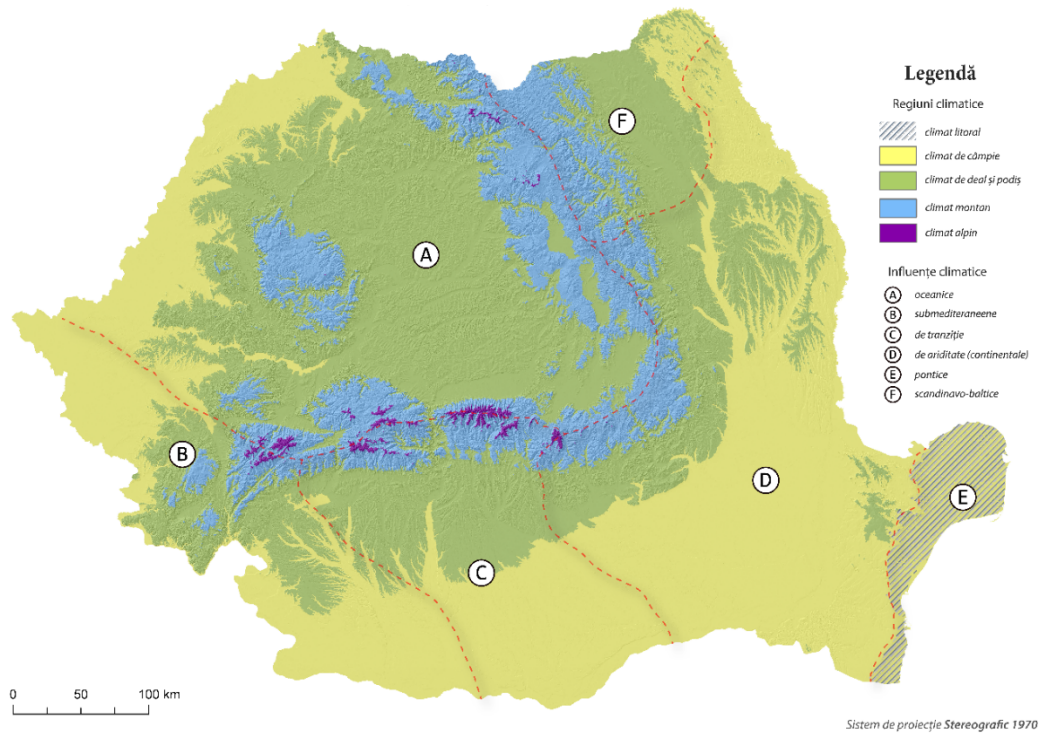 Legendă
Regiuni climatice
climat litoral
climat de câmpie
climat de deal și podiș
climat montan
climat alpin
Influențe climatice
A oceanice
B submediteraneene
C de tranziție
D de ariditate (continentale)
E pontice
F scandinavo-baltice
F
A
B
D
E
C
0 50 100 km
Sistem de proiecție Stereografic 1970